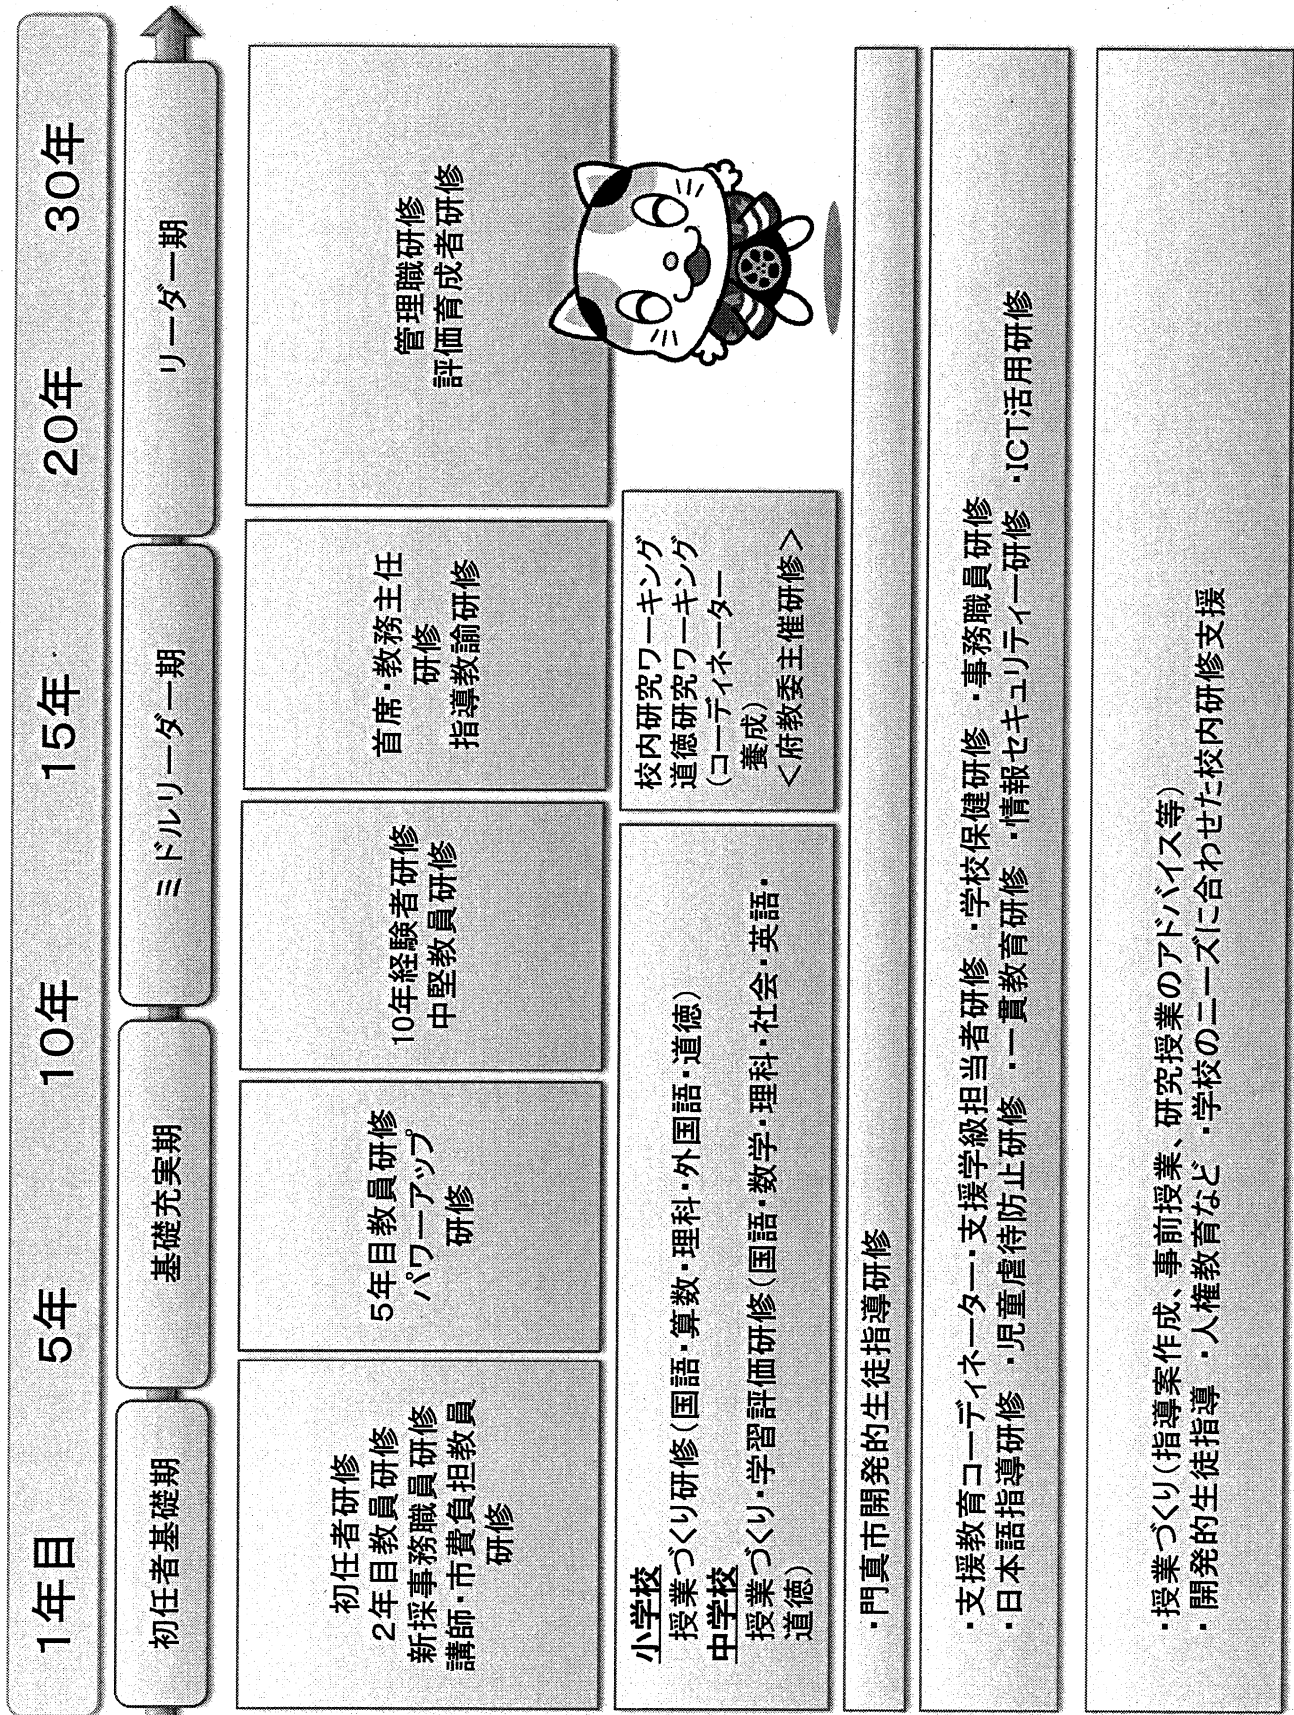 1年目 5年 10年 15年 20年 30年
初任者基礎期
基礎充実期
ミドルリーダー期
リーダー期
初任者研修
2年目教員研修
新採事務職員研修
講師・市費負担教員
研修
5年目教員研修
パワーアップ
研修
10年経験者研修
中堅教員研修
首席・教務主任
研修
指導教諭研修
管理職研修
評価育成者研修
小学校
授業づくり研修(国語・算数・理科・外国語・道徳)
中学校
授業づくり・学習評価研修(国語・数学・理科・社会・英語・
道徳)
校内研究ワーキング
道徳研究ワーキング
(コーディネーター
養成)
<府教委主催研修>
・門真市開発的生徒指導研修
・支援教育コーディネーター・支援学級担当者研修 ・学校保健研修 ・事務職員研修
・日本語指導研修 ・児童虐待防止研修 ・一貫教育研修 ・情報セキュリティー研修 ・ICT活用研修
・授業づくり(指導案作成、事前授業、研究授業のアドバイス等)
・開発的生徒指導 ・人権教育など ・学校のニーズに合わせた校内研修支援